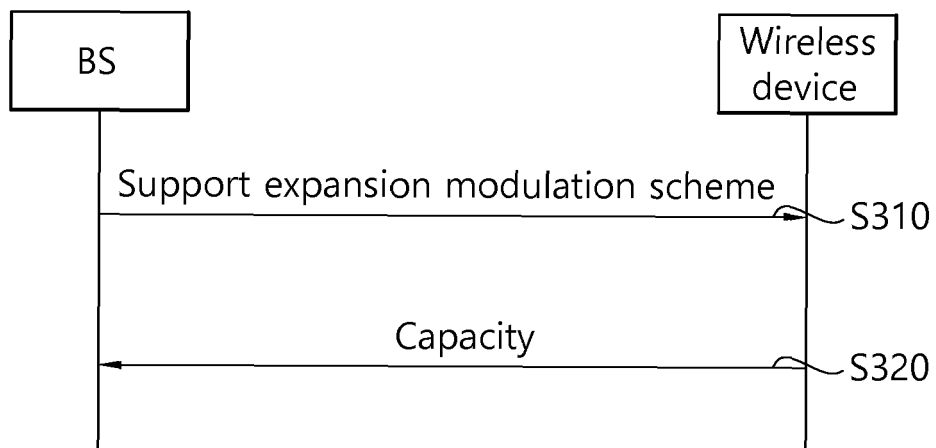 BS
Wireless
device
Support expansion modulation scheme
S310
Capacity
S320